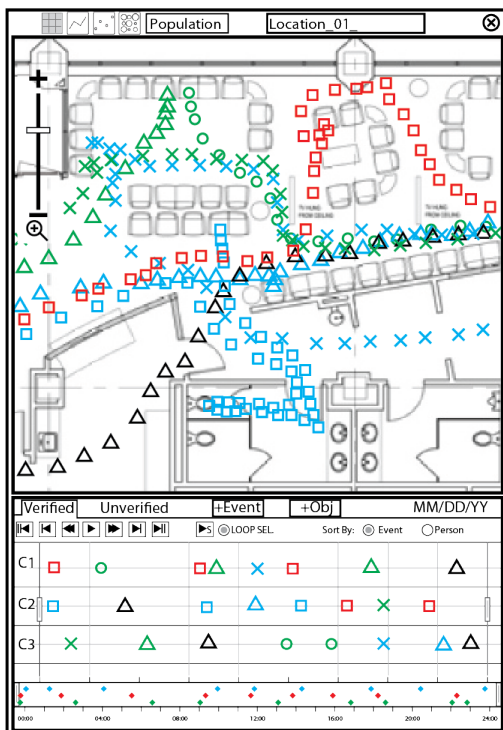 Population Location_01_
TV HUNG
FROM CEILING
TV HUNG
FROM CEILING
Verified Unverified +Event +Obj MM/DD/YY
S LOOP SEL. Sort By: Event Person
C1
C2
C3
00:00 04:00 08:00 12:00 16:00 20:00 24:00